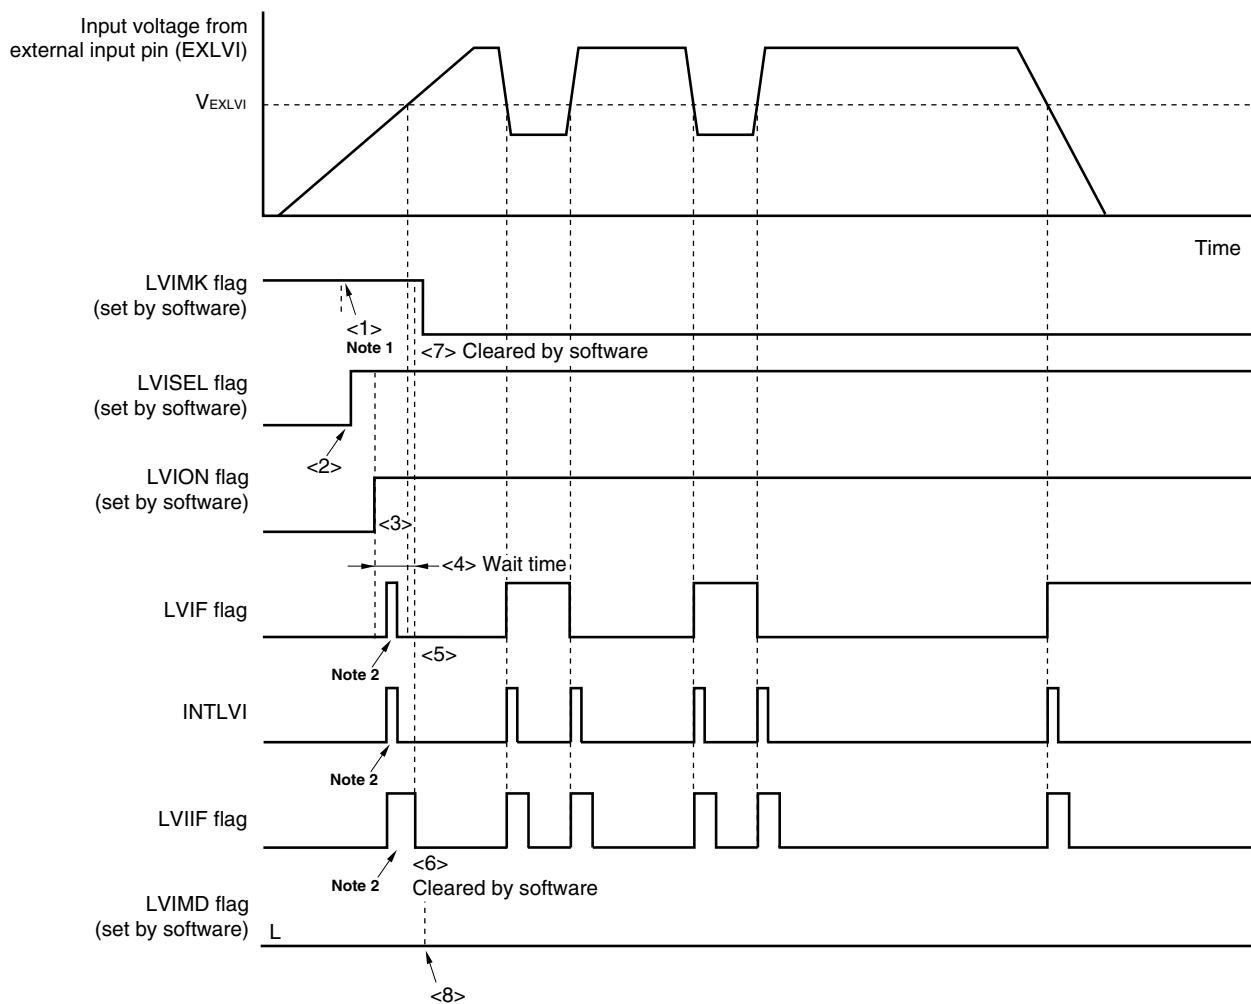 Input voltage from
external input pin (EXLVI)
VEXLVI
Time
LVIMK flag
(set by software)
<1>
Note 1
<7> Cleared by software
LVISEL flag
(set by software)
<2>
LVION flag
(set by software)
<3>
<4> Wait time
LVIF flag
Note 2
<5>
INTLVI
Note 2
LVIIF flag
Note 2
<6>
Cleared by software
LVIMD flag
(set by software)
L
<8>